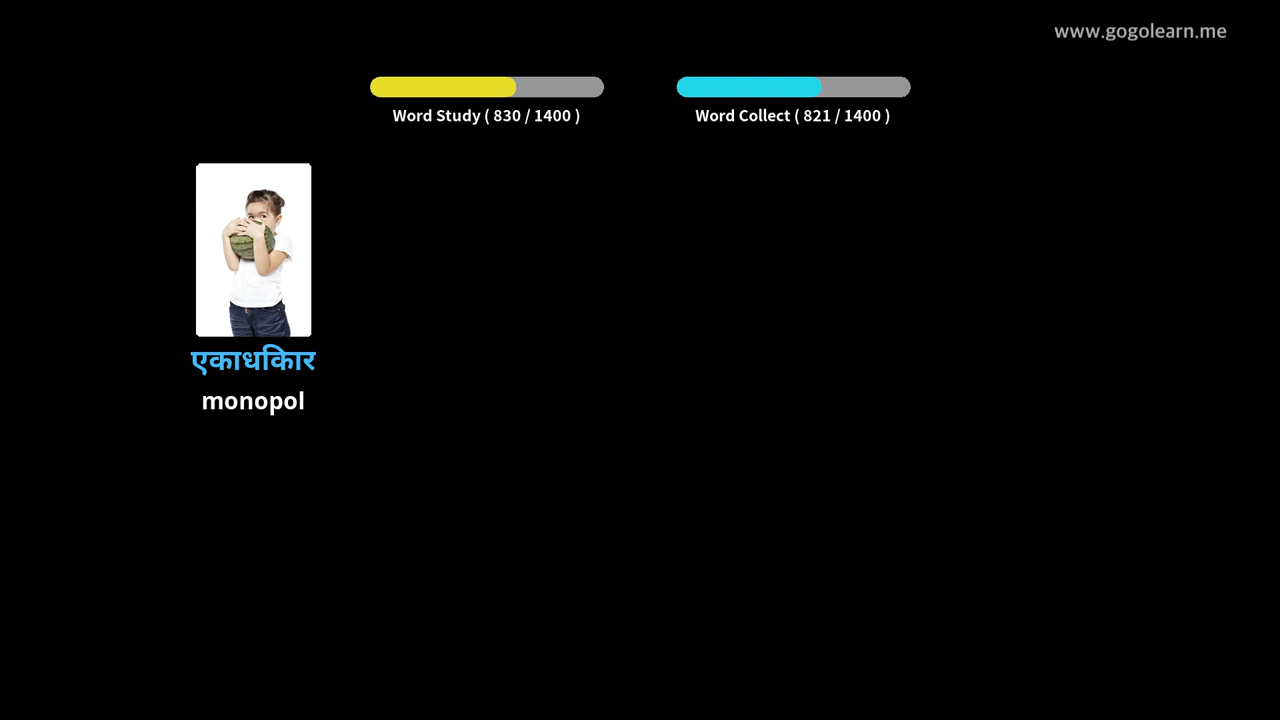 www.gogolearn.me
Word Study ( 830 / 1400 )
Word Collect ( 821 / 1400 )
एकाधिकार
monopol